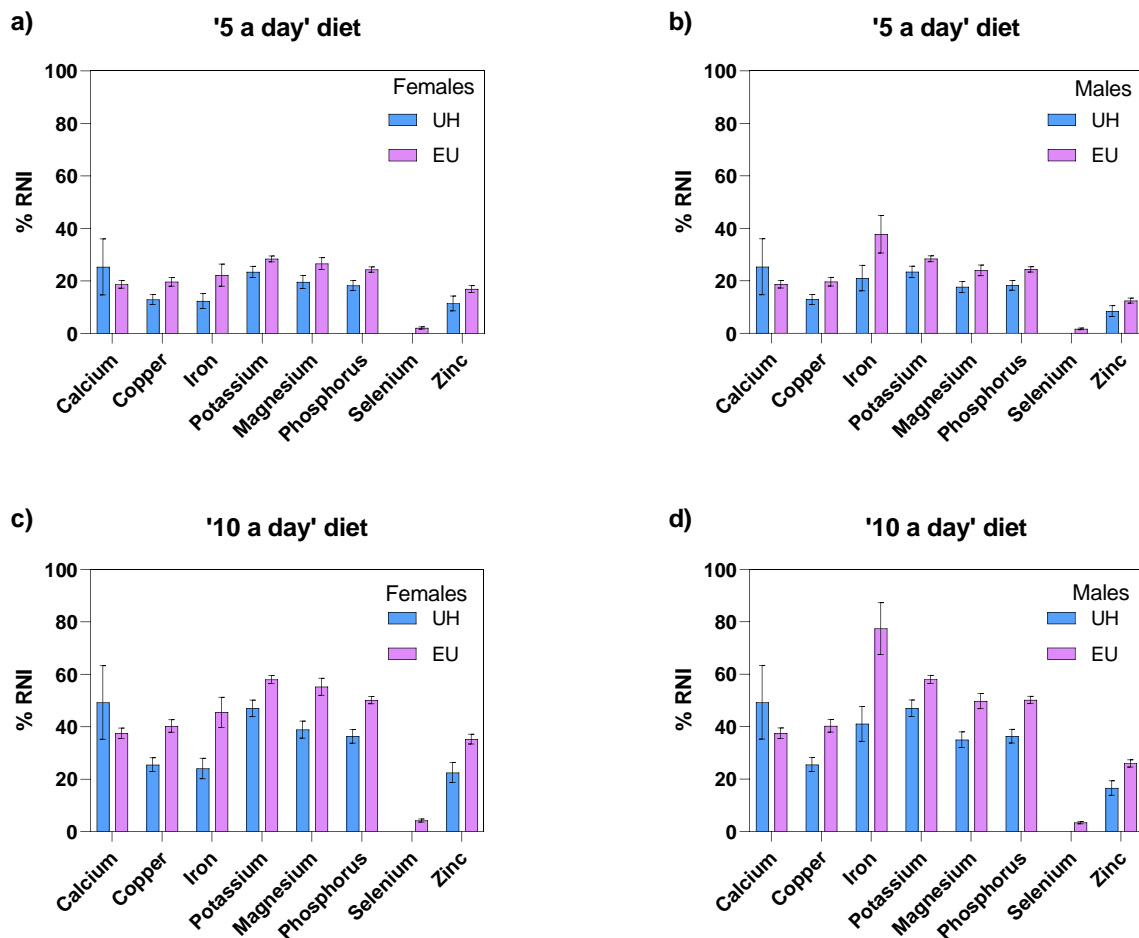 a)
'5 a day' diet
% RNI
100
80
60
40
20
0
Females
UH
EU
Calcium
Copper
Iron
Potassium
Magnesium
Phosphorus
Selenium
Zinc
b)
'5 a day' diet
% RNI
100
80
60
40
20
0
Males
UH
EU
Calcium
Copper
Iron
Potassium
Magnesium
Phosphorus
Selenium
Zinc
c)
'10 a day' diet
% RNI
100
80
60
40
20
0
Females
UH
EU
Calcium
Copper
Iron
Potassium
Magnesium
Phosphorus
Selenium
Zinc
d)
'10 a day' diet
% RNI
100
80
60
40
20
0
Males
UH
EU
Calcium
Copper
Iron
Potassium
Magnesium
Phosphorus
Selenium
Zinc